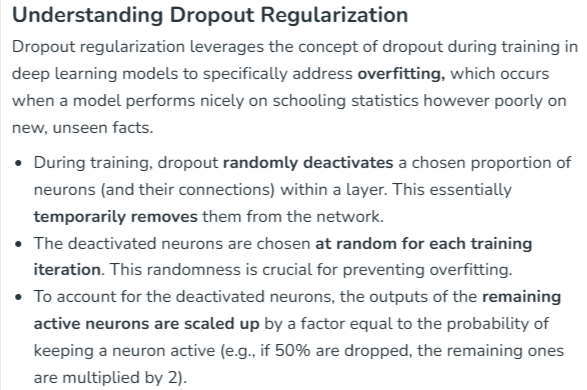 Understanding Dropout Regularization
Dropout regularization leverages the concept of dropout during training in
deep learning models to specifically address overfitting, which occurs
when a model performs nicely on schooling statistics however poorly on
new, unseen facts.
• During training, dropout randomly deactivates a chosen proportion of
neurons (and their connections) within a layer. This essentially
temporarily removes them from the network.
• The deactivated neurons are chosen at random for each training
iteration. This randomness is crucial for preventing overfitting.
• To account for the deactivated neurons, the outputs of the remaining
active neurons are scaled up by a factor equal to the probability of
keeping a neuron active (e.g., if 50% are dropped, the remaining ones
are multiplied by 2).